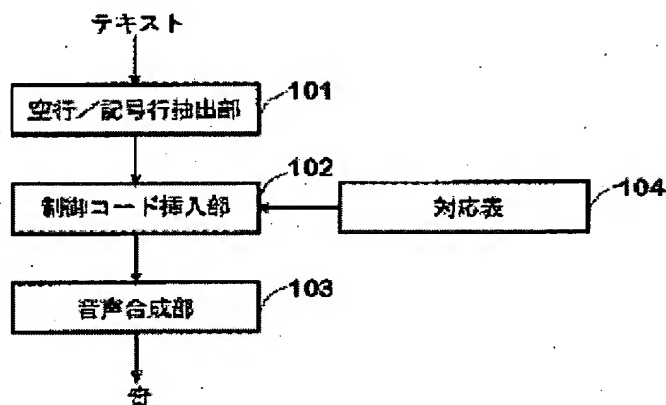 テキスト
101
空行／記号行抽出部
102
制御コード挿入部
対応表
104
103
音声合成部
音